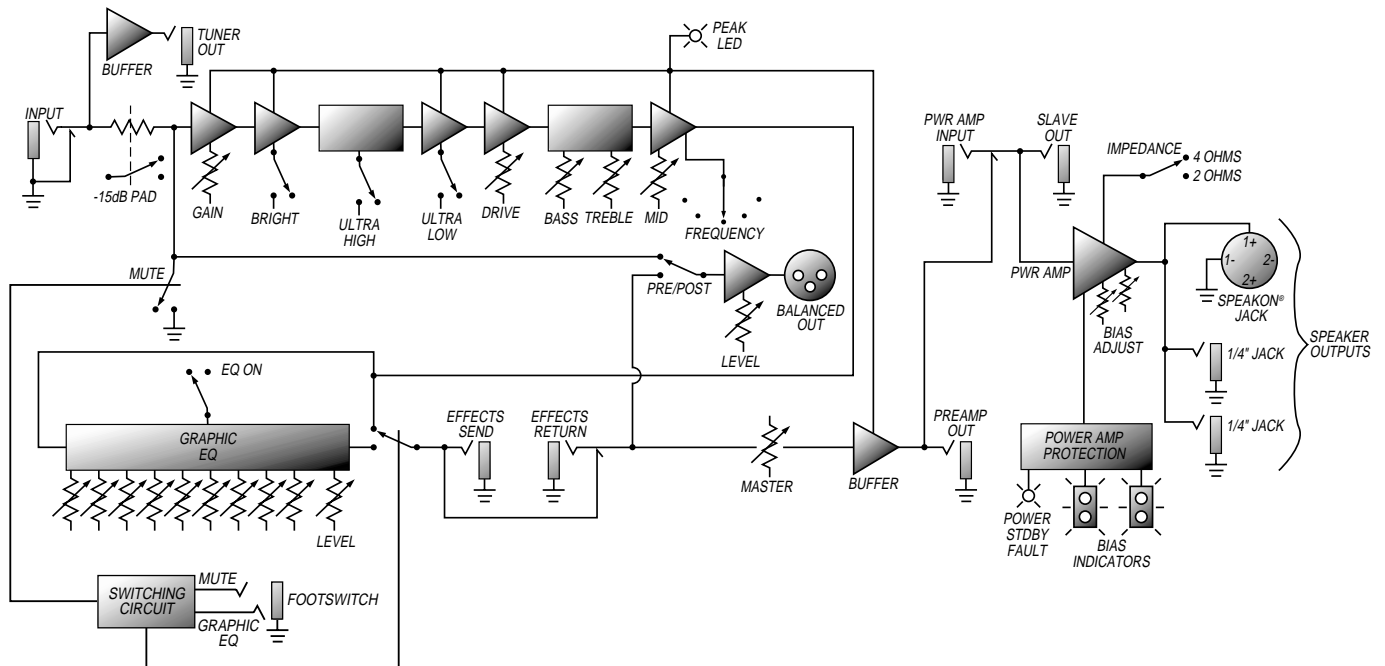 TUNER
OUT
BUFFER
PEAK
LED
INPUT
-15dB PAD
GAIN
BRIGHT
ULTRA
HIGH
ULTRA
LOW
DRIVE
BASS
TREBLE
MID
FREQUENCY
PWR AMP
INPUT
SLAVE
OUT
IMPEDANCE
4 OHMS
2 OHMS
MUTE
PRE/POST
LEVEL
BALANCED
OUT
PWR AMP
BIAS
ADJUST
1+
1-
2-
2+
SPEAKON®
JACK
1/4" JACK
1/4" JACK
SPEAKER
OUTPUTS
EQ ON
GRAPHIC
EQ
LEVEL
EFFECTS
SEND
EFFECTS
RETURN
MASTER
BUFFER
PREAMP
OUT
POWER AMP
PROTECTION
POWER
STDBY
FAULT
BIAS
INDICATORS
SWITCHING
CIRCUIT
MUTE
GRAPHIC
EQ
FOOTSWITCH